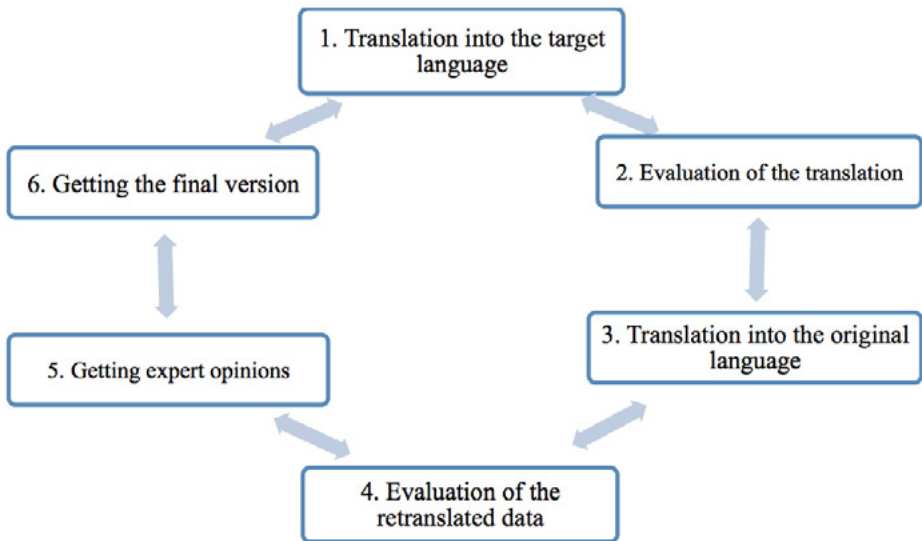 1. Translation into the target
language
2. Evaluation of the translation
3. Translation into the original
language
4. Evaluation of the
retranslated data
5. Getting expert opinions
6. Getting the final version